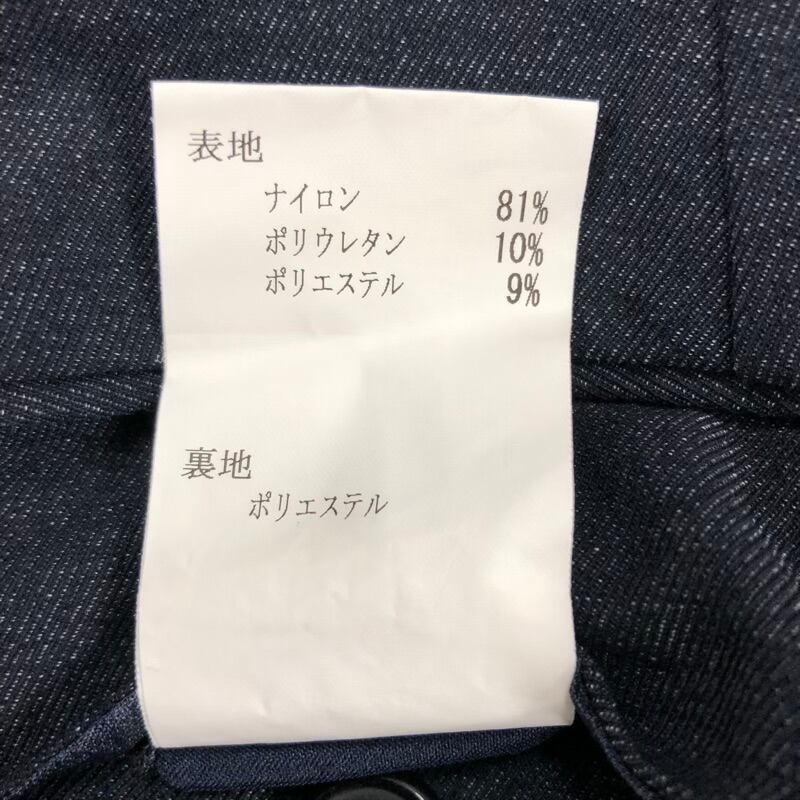 表地
ナイロン 81%
ポリウレタン 10%
ポリエステル 9%
裏地
ポリエステル